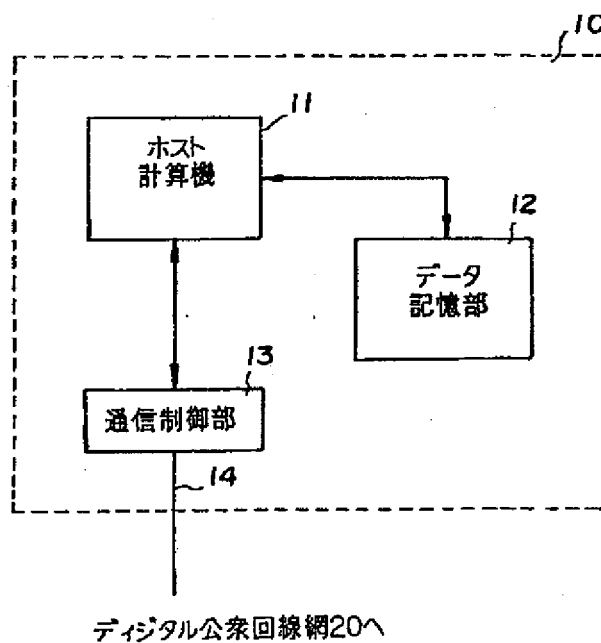 10
11
ホスト
計算機
12
データ
記憶部
13
通信制御部
14
ディジタル公衆回線網20へ